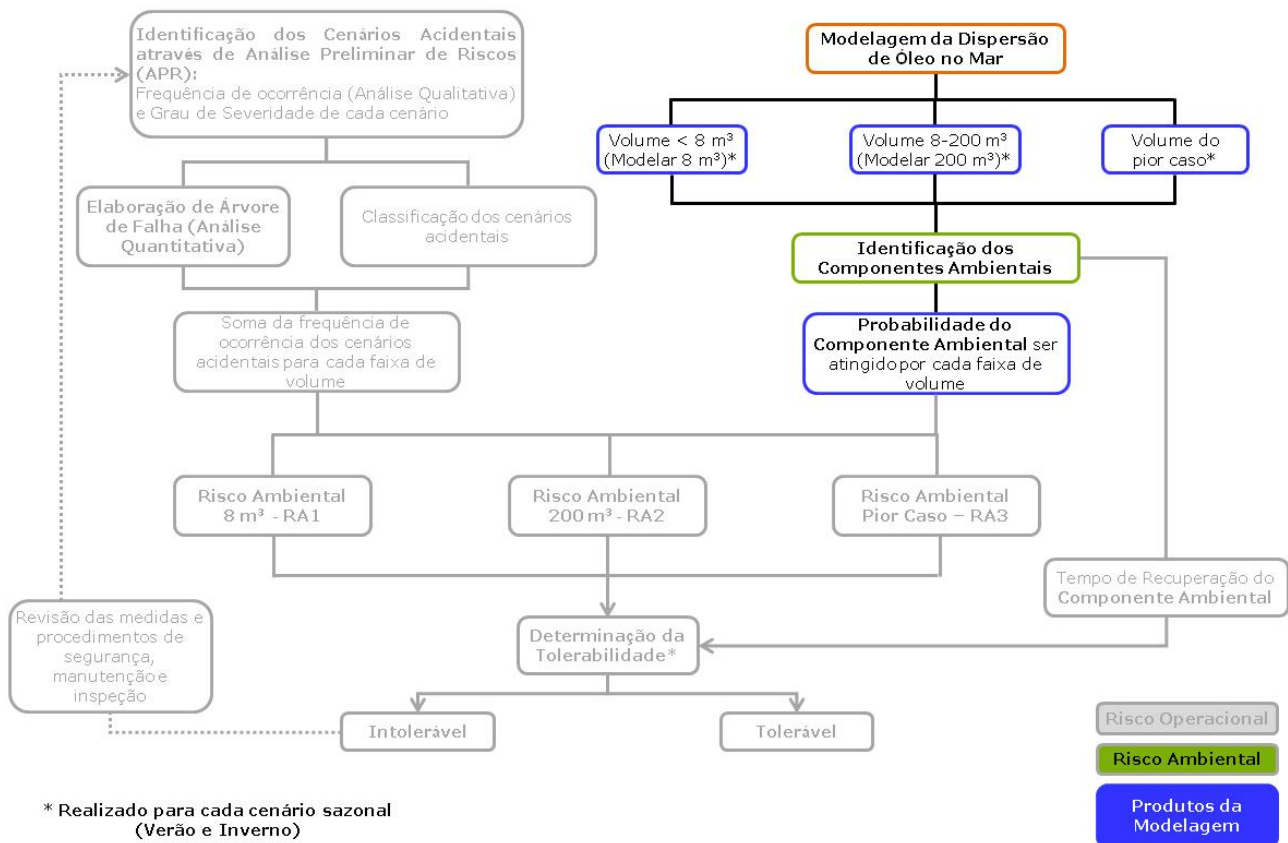 Identificação dos Cenários Acidentais
através de Análise Preliminar de Riscos
(APR):
Frequência de ocorrência (Análise Qualitativa)
e Grau de Severidade de cada cenário
Modelagem da Dispersão
de Óleo no Mar
Volume < 8 m³
(Modelar 8 m³)*
Volume 8-200 m³
(Modelar 200 m³)*
Volume do
pior caso*
Elaboração de Árvore
de Falha (Análise
Quantitativa)
Classificação dos cenários
acidentais
Identificação dos
Componentes Ambientais
Soma da frequência de
ocorrência dos cenários
acidentais para cada faixa de
volume
Probabilidade do
Componente Ambiental ser
atingido por cada faixa de
volume
Risco Ambiental
8 m³ - RA1
Risco Ambiental
200 m³- RA2
Risco Ambiental
Pior Caso – RA3
Tempo de Recuperação do
Componente Ambiental
Revisão das medidas e
procedimentos de
segurança,
manutenção e
inspeção
Determinação da
Tolerabilidade*
Intolerável
Tolerável
Risco Operacional
Risco Ambiental
Produtos da
Modelagem
* Realizado para cada cenário sazonal
(Verão e Inverno)